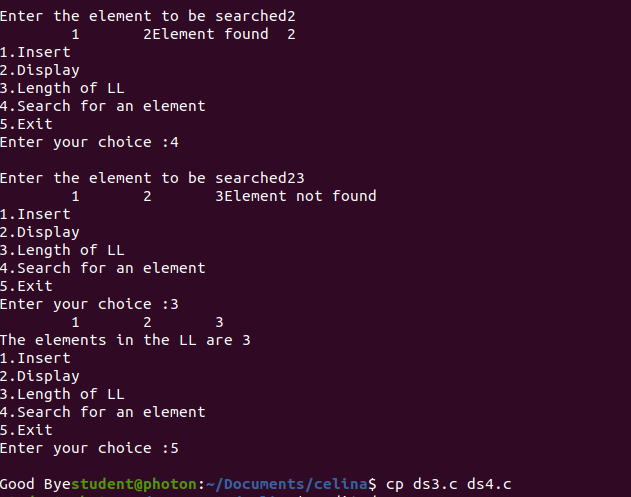 Enter the element to be searched2
        1       2Element found  2
1.Insert
2.Display
3.Length of LL
4.Search for an element
5.Exit
Enter your choice :4

Enter the element to be searched23
        1       2       3Element not found
1.Insert
2.Display
3.Length of LL
4.Search for an element
5.Exit
Enter your choice :3
        1       2       3
The elements in the LL are 3
1.Insert
2.Display
3.Length of LL
4.Search for an element
5.Exit
Enter your choice :5

Good Byestudent@photon:~/Documents/celina$ cp ds3.c ds4.c